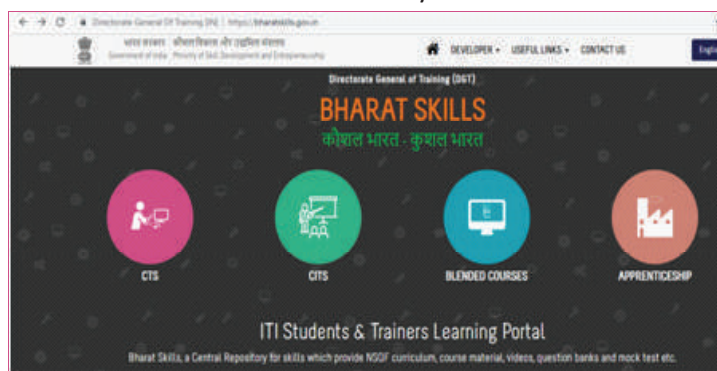 Directorate General Of Training (IN) | https://bharatskills.gov.in
भारत सरकार कौशल विकास और उद्यमिता मंत्रालय
Government of India Ministry of Skill Development and Entrepreneurship
DEVELOPER USEFUL LINKS CONTACT US
Directorate General of Training (DGT)
BHARAT SKILLS
कौशल भारत - कुशल भारत
CTS CITS BLENDED COURSES APPRENTICESHIP
ITI Students & Trainers Learning Portal
Bharat Skills, a Central Repository for skills which provide NSQF curriculum, course material, videos, question banks and mock test etc.